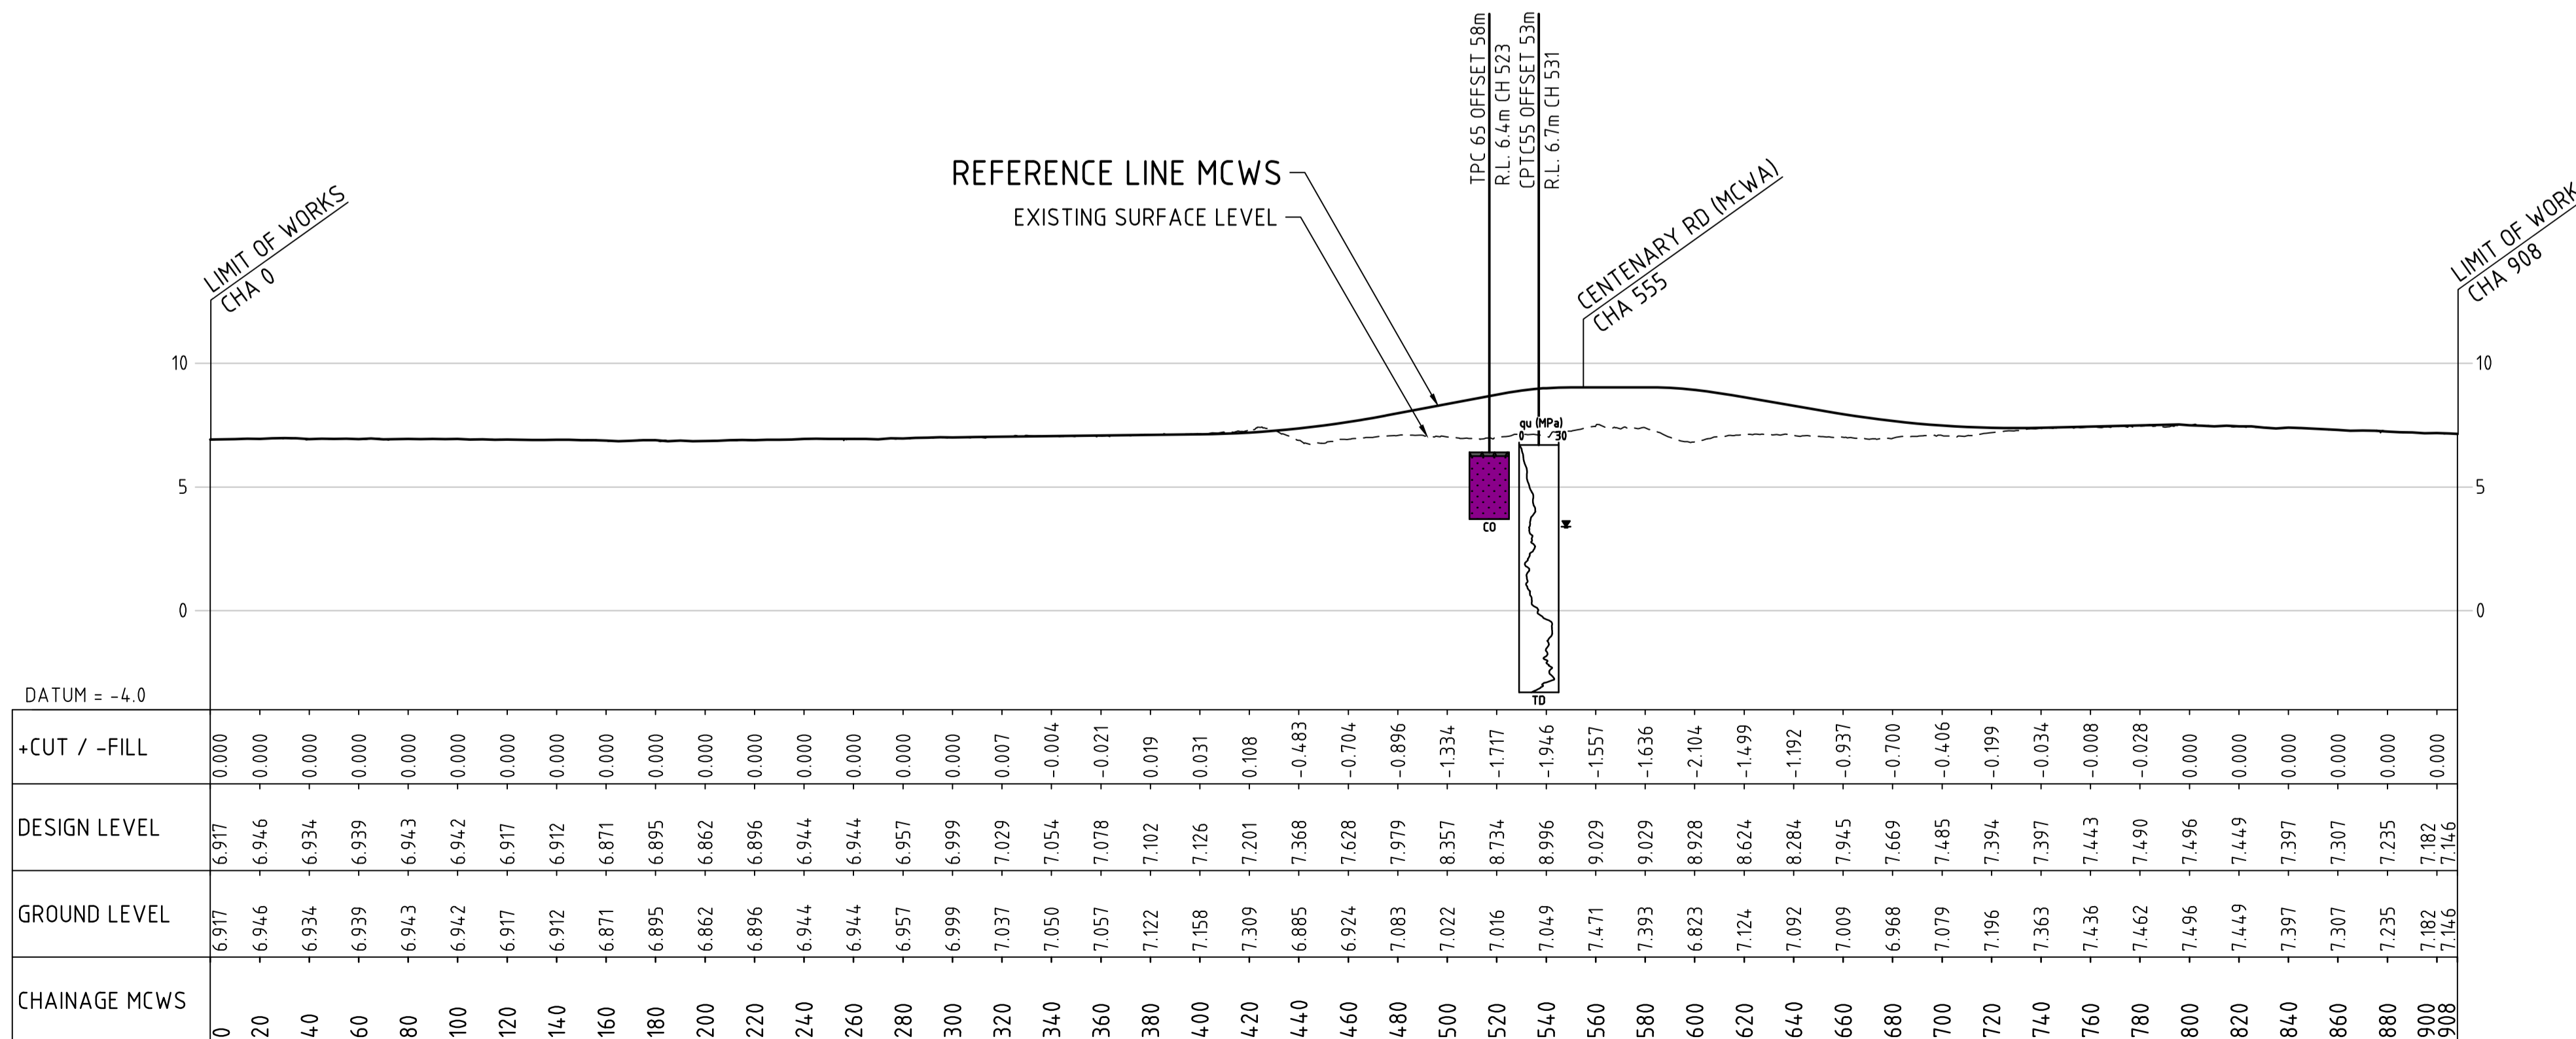 TPC 65 OFFSET 58m
R.L. 6.4m CH 523
CPTC55 OFFSET 53m
R.L. 6.7m CH 531
REFERENCE LINE MCWS
EXISTING SURFACE LEVEL
LIMIT OF WORKS
CHA 0
CENTENARY RD (MCWA)
CHA 555
LIMIT OF WORK
CHA 908
10 10
qu (MPa)
0 30
5 5
CO
0 0
TD
DATUM = -4.0
+CUT / -FILL 0.000 0.000 0.000 0.000 0.000 0.000 0.000 0.000 0.000 0.000 0.000 0.000 0.000 0.000 0.000 0.000 0.007 -0.004 -0.021 0.019 0.031 0.108 -0.483 -0.704 -0.896 -1.334 -1.717 -1.946 -1.557 -1.636 -2.104 -1.499 -1.192 -0.937 -0.700 -0.406 -0.199 -0.034 -0.008 -0.028 0.000 0.000 0.000 0.000 0.000 0.000
DESIGN LEVEL 6.917 6.946 6.934 6.939 6.943 6.942 6.917 6.912 6.871 6.895 6.862 6.896 6.944 6.944 6.957 6.999 7.029 7.054 7.078 7.102 7.126 7.201 7.368 7.628 7.979 8.357 8.734 8.996 9.029 9.029 8.928 8.624 8.284 7.945 7.669 7.485 7.394 7.397 7.443 7.490 7.496 7.449 7.397 7.307 7.235 7.182 7.146
GROUND LEVEL 6.917 6.946 6.934 6.939 6.943 6.942 6.917 6.912 6.871 6.895 6.862 6.896 6.944 6.944 6.957 6.999 7.037 7.050 7.057 7.122 7.158 7.309 6.885 6.924 7.083 7.022 7.016 7.049 7.471 7.393 6.823 7.124 7.092 7.009 6.968 7.079 7.196 7.363 7.436 7.462 7.496 7.449 7.397 7.307 7.235 7.182 7.146
CHAINAGE MCWS 0 20 40 60 80 100 120 140 160 180 200 220 240 260 280 300 320 340 360 380 400 420 440 460 480 500 520 540 560 580 600 620 640 660 680 700 720 740 760 780 800 820 840 860 880 900 908